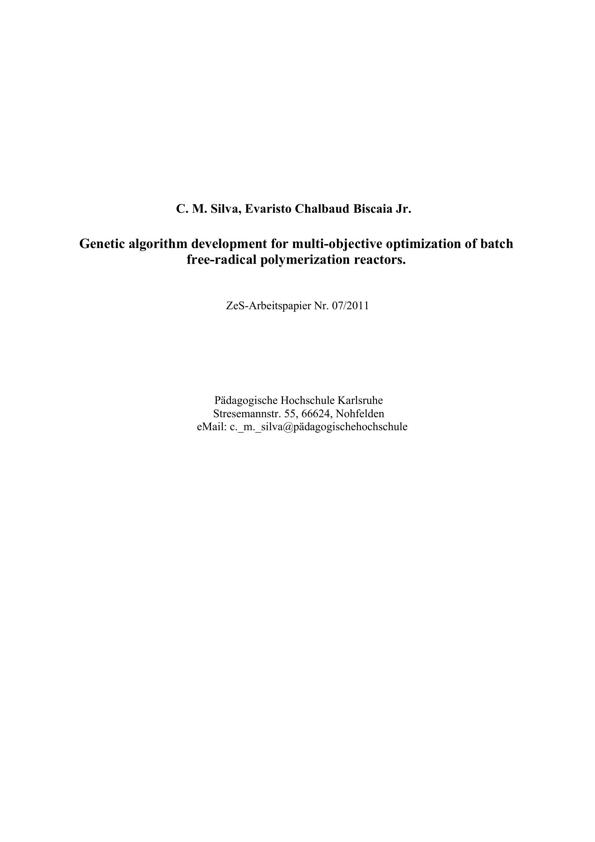 C. M. Silva, Evaristo Chalbaud Biscaia Jr.
Genetic algorithm development for multi-objective optimization of batch
free-radical polymerization reactors.
ZeS-Arbeitspapier Nr. 07/2011
Pädagogische Hochschule Karlsruhe
Stresemannstr. 55, 66624, Nohfelden
eMail: c._m._silva@pädagogischehochschule